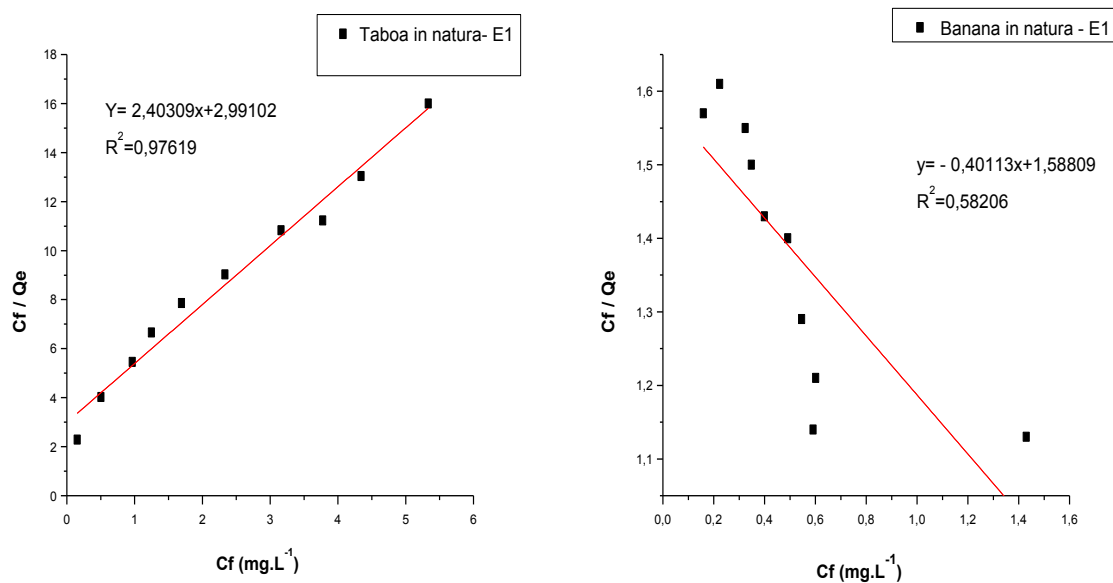 Taboa in natura- E1
Y= 2,40309x+2,99102
R²=0,97619
Cf / Qe
18
16
14
12
10
8
6
4
2
0
0 1 2 3 4 5 6
Cf (mg.L⁻¹)
Banana in natura - E1
y= - 0,40113x+1,58809
R²=0,58206
Cf / Qe
1,6
1,5
1,4
1,3
1,2
1,1
0,0 0,2 0,4 0,6 0,8 1,0 1,2 1,4 1,6
Cf (mg.L⁻¹)